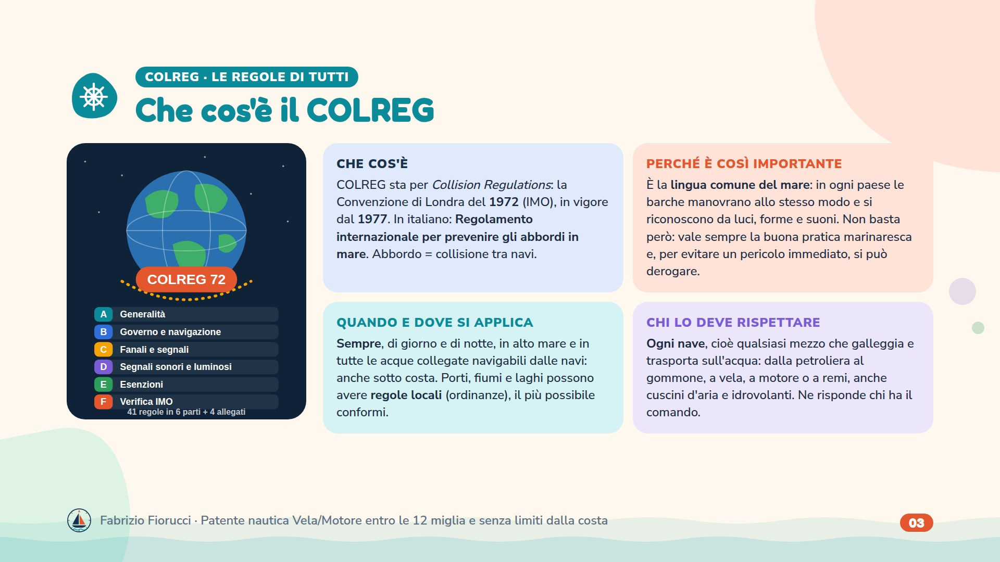 COLREG · LE REGOLE DI TUTTI
Che cos'è il COLREG
COLREG 72
A Generalità
B Governo e navigazione
C Fanali e segnali
D Segnali sonori e luminosi
E Esenzioni
F Verifica IMO
41 regole in 6 parti + 4 allegati
CHE COS'È
COLREG sta per Collision Regulations: la
Convenzione di Londra del 1972 (IMO), in vigore
dal 1977. In italiano: Regolamento
internazionale per prevenire gli abbordi in
mare. Abbordo = collisione tra navi.
PERCHÉ È COSÌ IMPORTANTE
È la lingua comune del mare: in ogni paese le
barche manovrano allo stesso modo e si
riconoscono da luci, forme e suoni. Non basta
però: vale sempre la buona pratica marinaresca
e, per evitare un pericolo immediato, si può
derogare.
QUANDO E DOVE SI APPLICA
Sempre, di giorno e di notte, in alto mare e in
tutte le acque collegate navigabili dalle navi:
anche sotto costa. Porti, fiumi e laghi possono
avere regole locali (ordinanze), il più possibile
conformi.
CHI LO DEVE RISPETTARE
Ogni nave, cioè qualsiasi mezzo che galleggia e
trasporta sull'acqua: dalla petroliera al
gommone, a vela, a motore o a remi, anche
cuscini d'aria e idrovolanti. Ne risponde chi ha il
comando.
Fabrizio Fiorucci · Patente nautica Vela/Motore entro le 12 miglia e senza limiti dalla costa
03